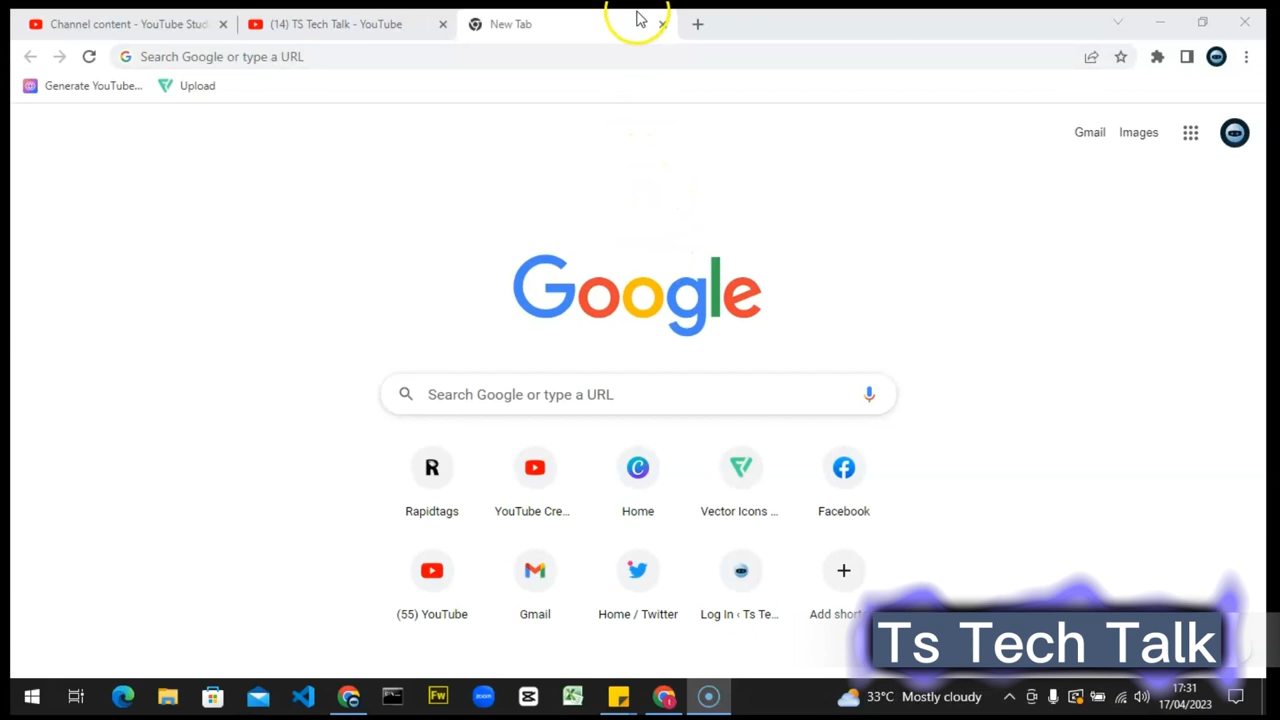 Channel content - YouTube Stud
(14) TS Tech Talk - YouTube
New Tab
Search Google or type a URL
Generate YouTube...
Upload
Gmail
Images
Google
Search Google or type a URL
Rapidtags
YouTube Cre...
Home
Vector Icons ...
Facebook
(55) YouTube
Gmail
Home / Twitter
Log In ‹ Ts Te...
Add short
Ts Tech Talk
Fw
zoom
33°C Mostly cloudy
17:31
17/04/2023